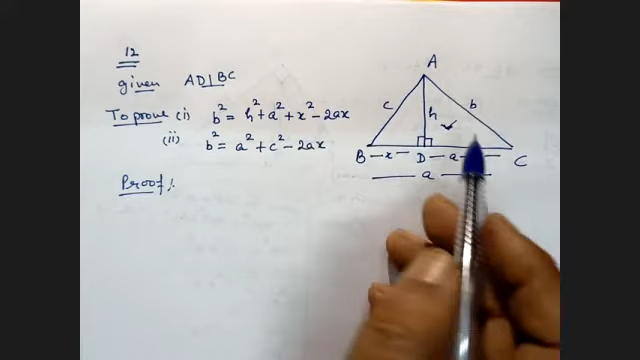 12
given AD⊥BC
To prove (i) b² = h² + a² + x² - 2ax
(ii) b² = a² + c² - 2ax
Proof:
A
c h b
B x D a C
a